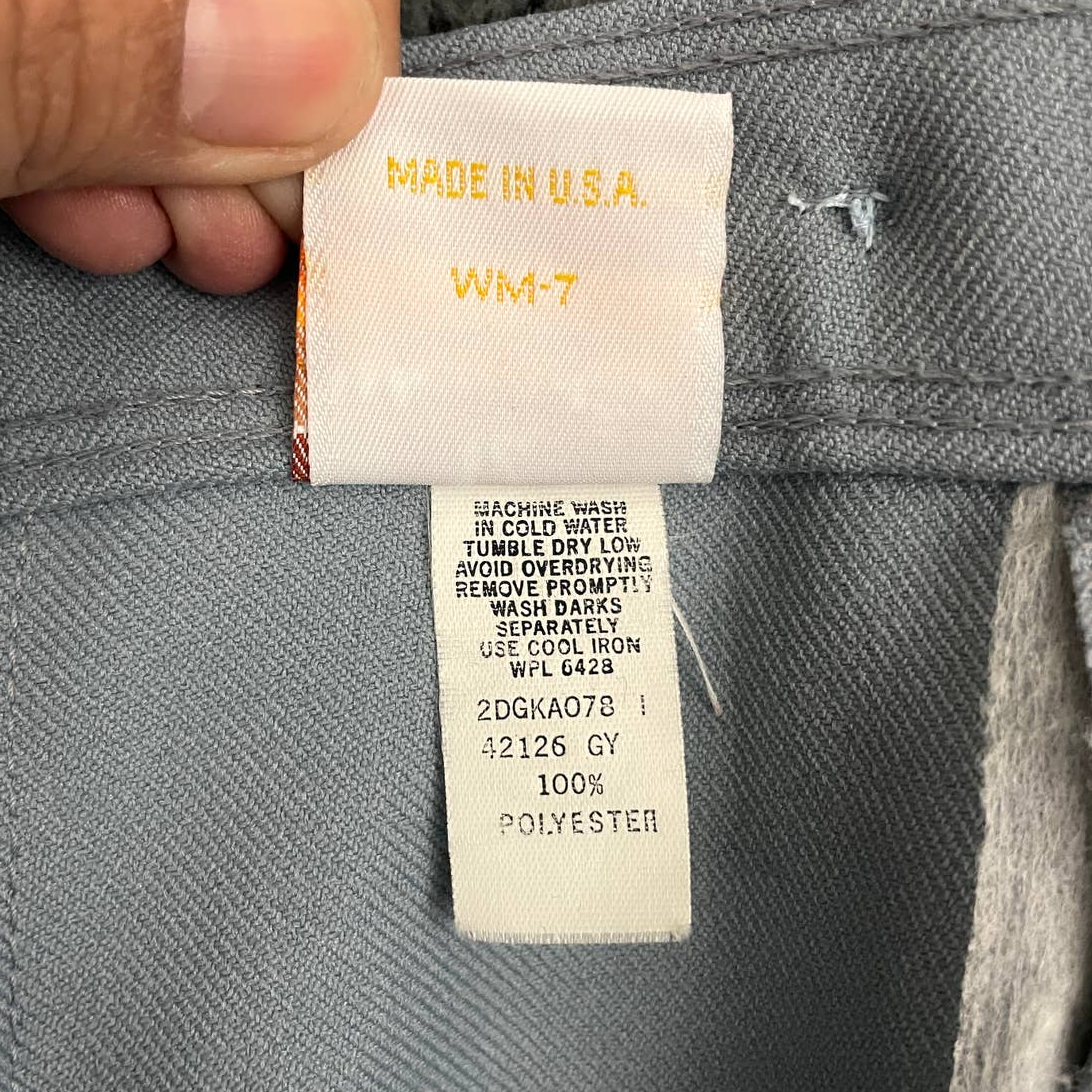 MADE IN U.S.A.
WM-7
MACHINE WASH
IN COLD WATER
TUMBLE DRY LOW
AVOID OVERDRYING
REMOVE PROMPTLY
WASH DARKS
SEPARATELY
USE COOL IRON
WPL 6428
2DGKA078 I
42126 GY
100%
POLYESTER